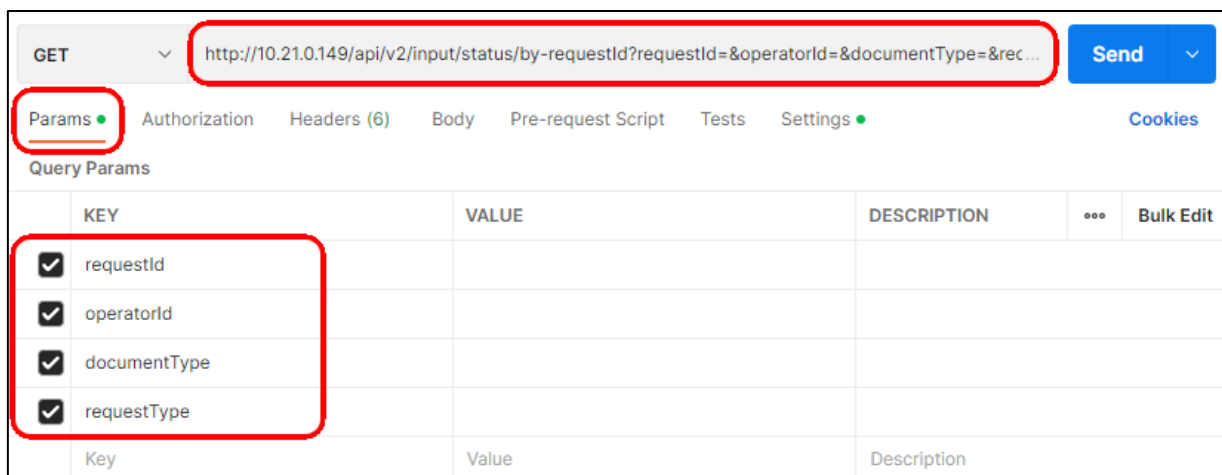 GET http://10.21.0.149/api/v2/input/status/by-requestId?requestId=&operatorId=&documentType=&rec... Send
Params Authorization Headers (6) Body Pre-request Script Tests Settings Cookies
Query Params
KEY VALUE DESCRIPTION ooo Bulk Edit
requestId
operatorId
documentType
requestType
Key Value Description